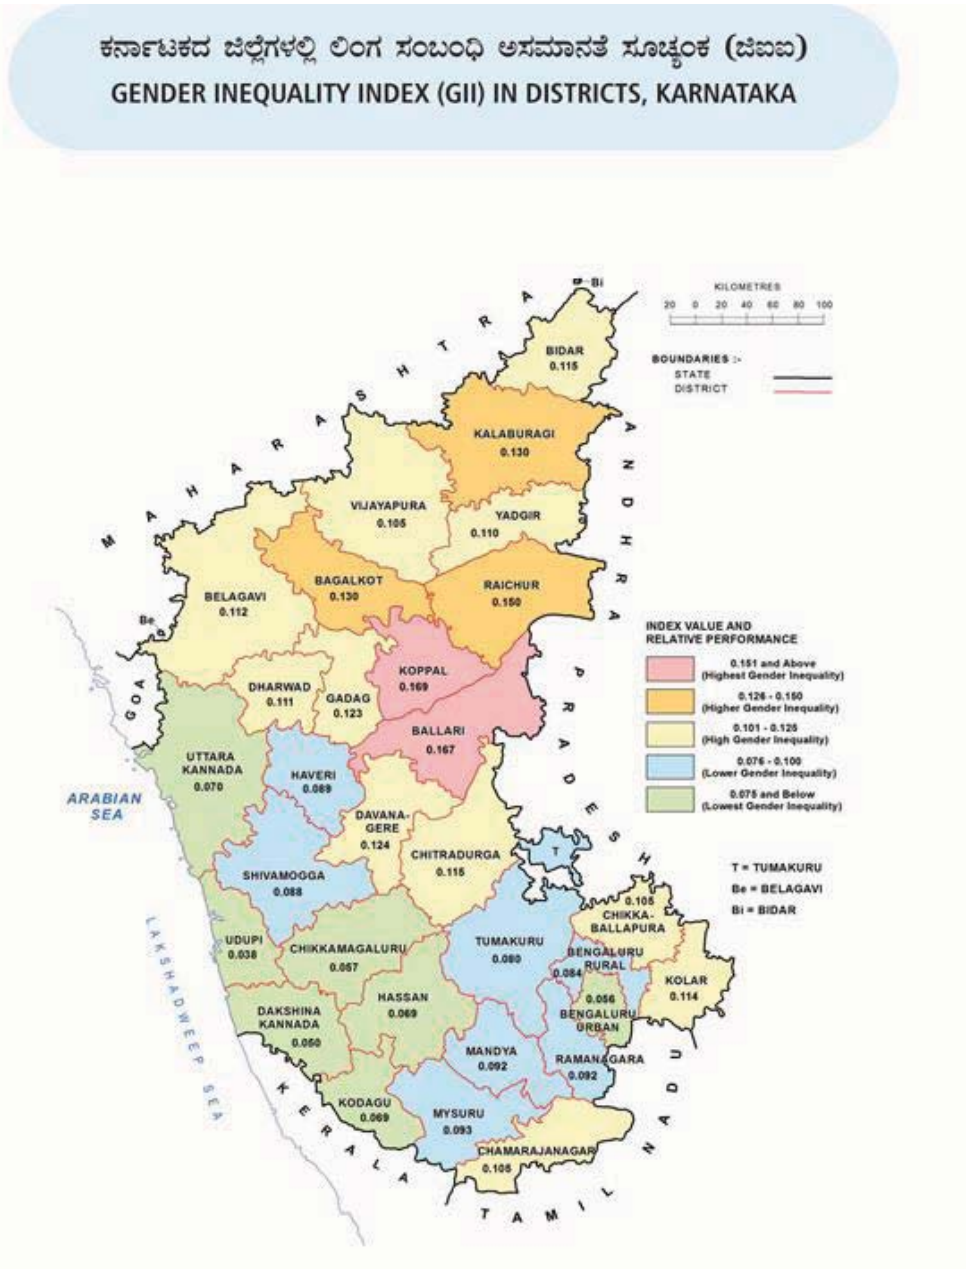 ಕರ್ನಾಟಕದ ಜಿಲ್ಲೆಗಳಲ್ಲಿ ಲಿಂಗ ಸಂಬಂಧಿ ಅಸಮಾನತೆ ಸೂಚ್ಯಂಕ (ಜಿಐಐ)
GENDER INEQUALITY INDEX (GII) IN DISTRICTS, KARNATAKA
Bi
KILOMETRES
20 0 20 40 60 80 100
BOUNDARIES :-
STATE
DISTRICT
MAHARASHTRA
BIDAR
0.115
KALABURAGI
0.130
ANDHRA
VIJAYAPURA
0.105
YADGIR
0.110
BAGALKOT
0.130
RAICHUR
0.150
BELAGAVI
0.112
Be
GOA
KOPPAL
0.169
DHARWAD
0.111
GADAG
0.123
BALLARI
0.167
PRADESH
INDEX VALUE AND
RELATIVE PERFORMANCE
0.151 and Above
(Highest Gender Inequality)
0.126 - 0.150
(Higher Gender Inequality)
0.101 - 0.125
(High Gender Inequality)
0.076 - 0.100
(Lower Gender Inequality)
0.075 and Below
(Lowest Gender Inequality)
UTTARA
KANNADA
0.070
HAVERI
0.089
ARABIAN
SEA
DAVANA-
GERE
0.124
CHITRADURGA
0.115
T
SHIVAMOGGA
0.088
T = TUMAKURU
Be = BELAGAVI
Bi = BIDAR
0.105
CHIKKA-
BALLAPURA
UDUPI
0.038
CHIKKAMAGALURU
0.057
TUMAKURU
0.080
BENGALURU
RURAL
0.084
KOLAR
0.114
LAKSHADWEEP SEA
HASSAN
0.069
0.056
BENGALURU
URBAN
DAKSHINA
KANNADA
0.050
MANDYA
0.092
RAMANAGARA
0.092
KODAGU
0.069
MYSURU
0.093
CHAMARAJANAGAR
0.105
KERALA
TAMIL NADU